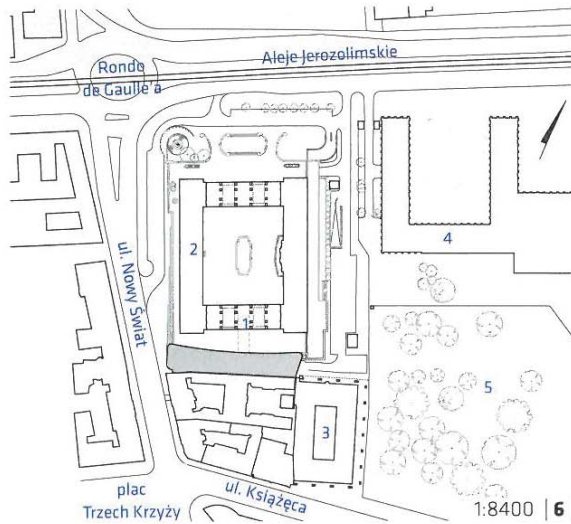 Aleje Jerozolimskie
Rondo
de Gaulle'a
ul. Nowy Świat
2
4
1
5
3
plac
Trzech Krzyży
ul. Książęca
1:8400 | 6